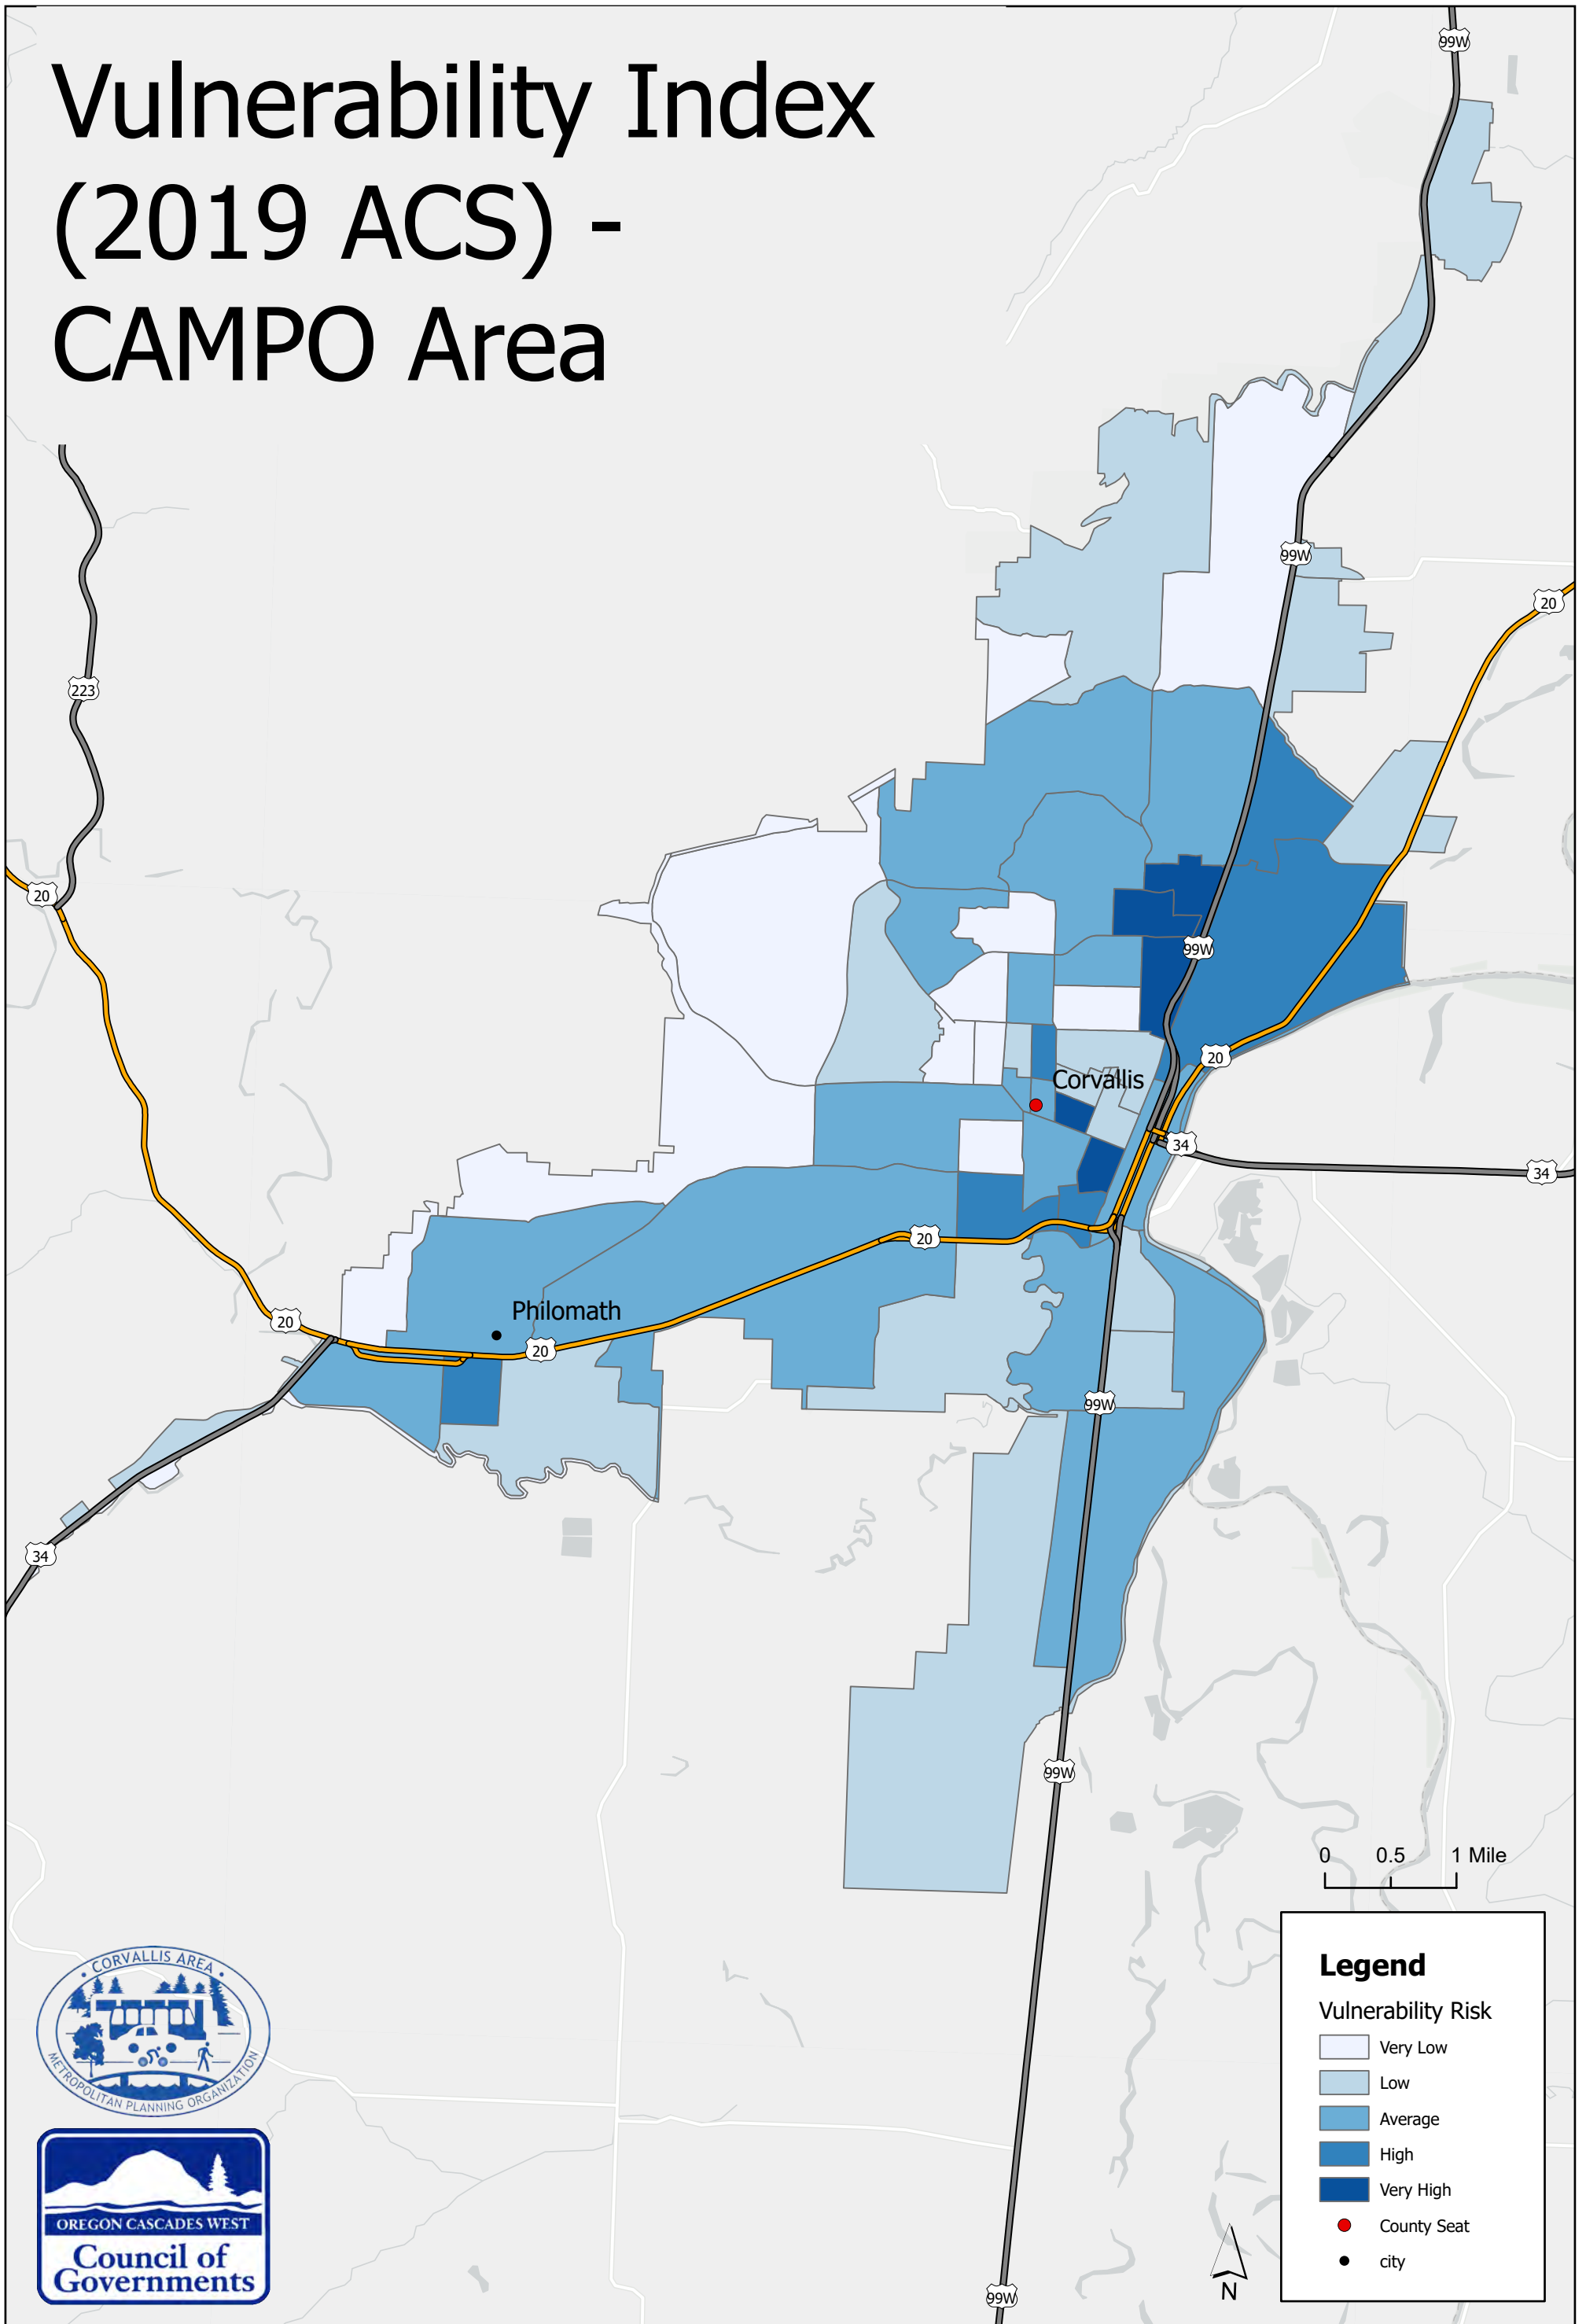 Vulnerability Index
(2019 ACS) -
CAMPO Area
99W
20
99W
223
20
99W
20
Corvallis
34
34
20
Philomath
20
20
99W
34
99W
0 0.5 1 Mile
Legend
Vulnerability Risk
Very Low
Low
Average
High
Very High
County Seat
city
N
99W
• CORVALLIS AREA •
METROPOLITAN PLANNING ORGANIZATION
OREGON CASCADES WEST
Council of
Governments